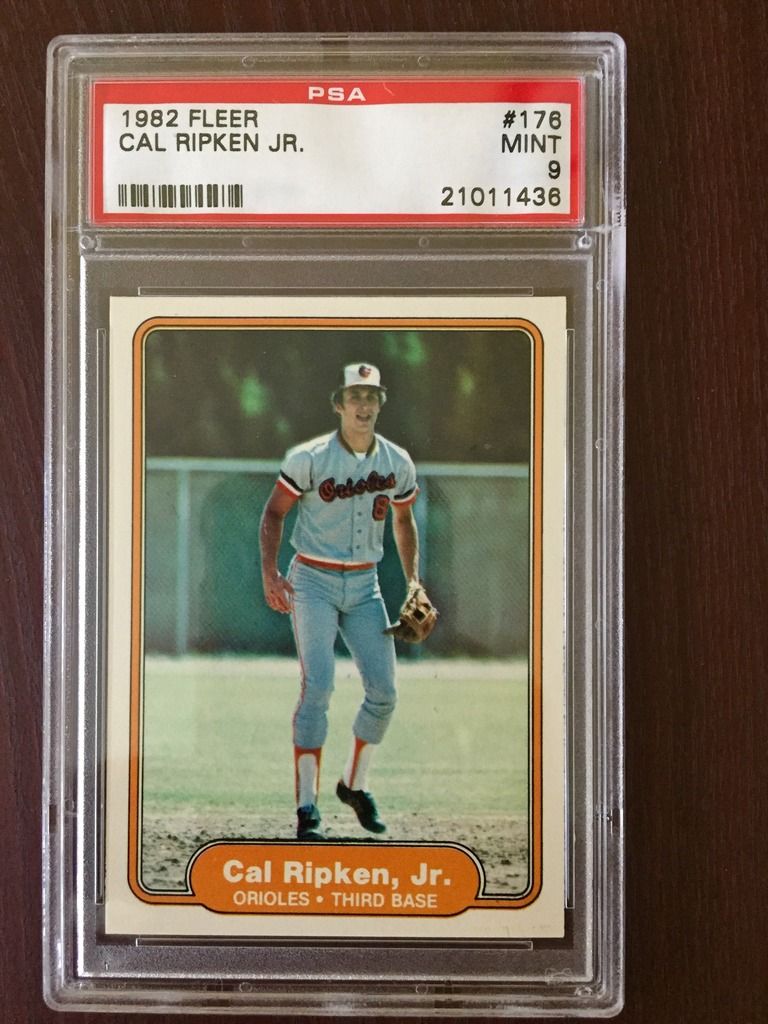 PSA
1982 FLEER #176
CAL RIPKEN JR. MINT
9
21011436
Orioles
8
Cal Ripken, Jr.
ORIOLES • THIRD BASE